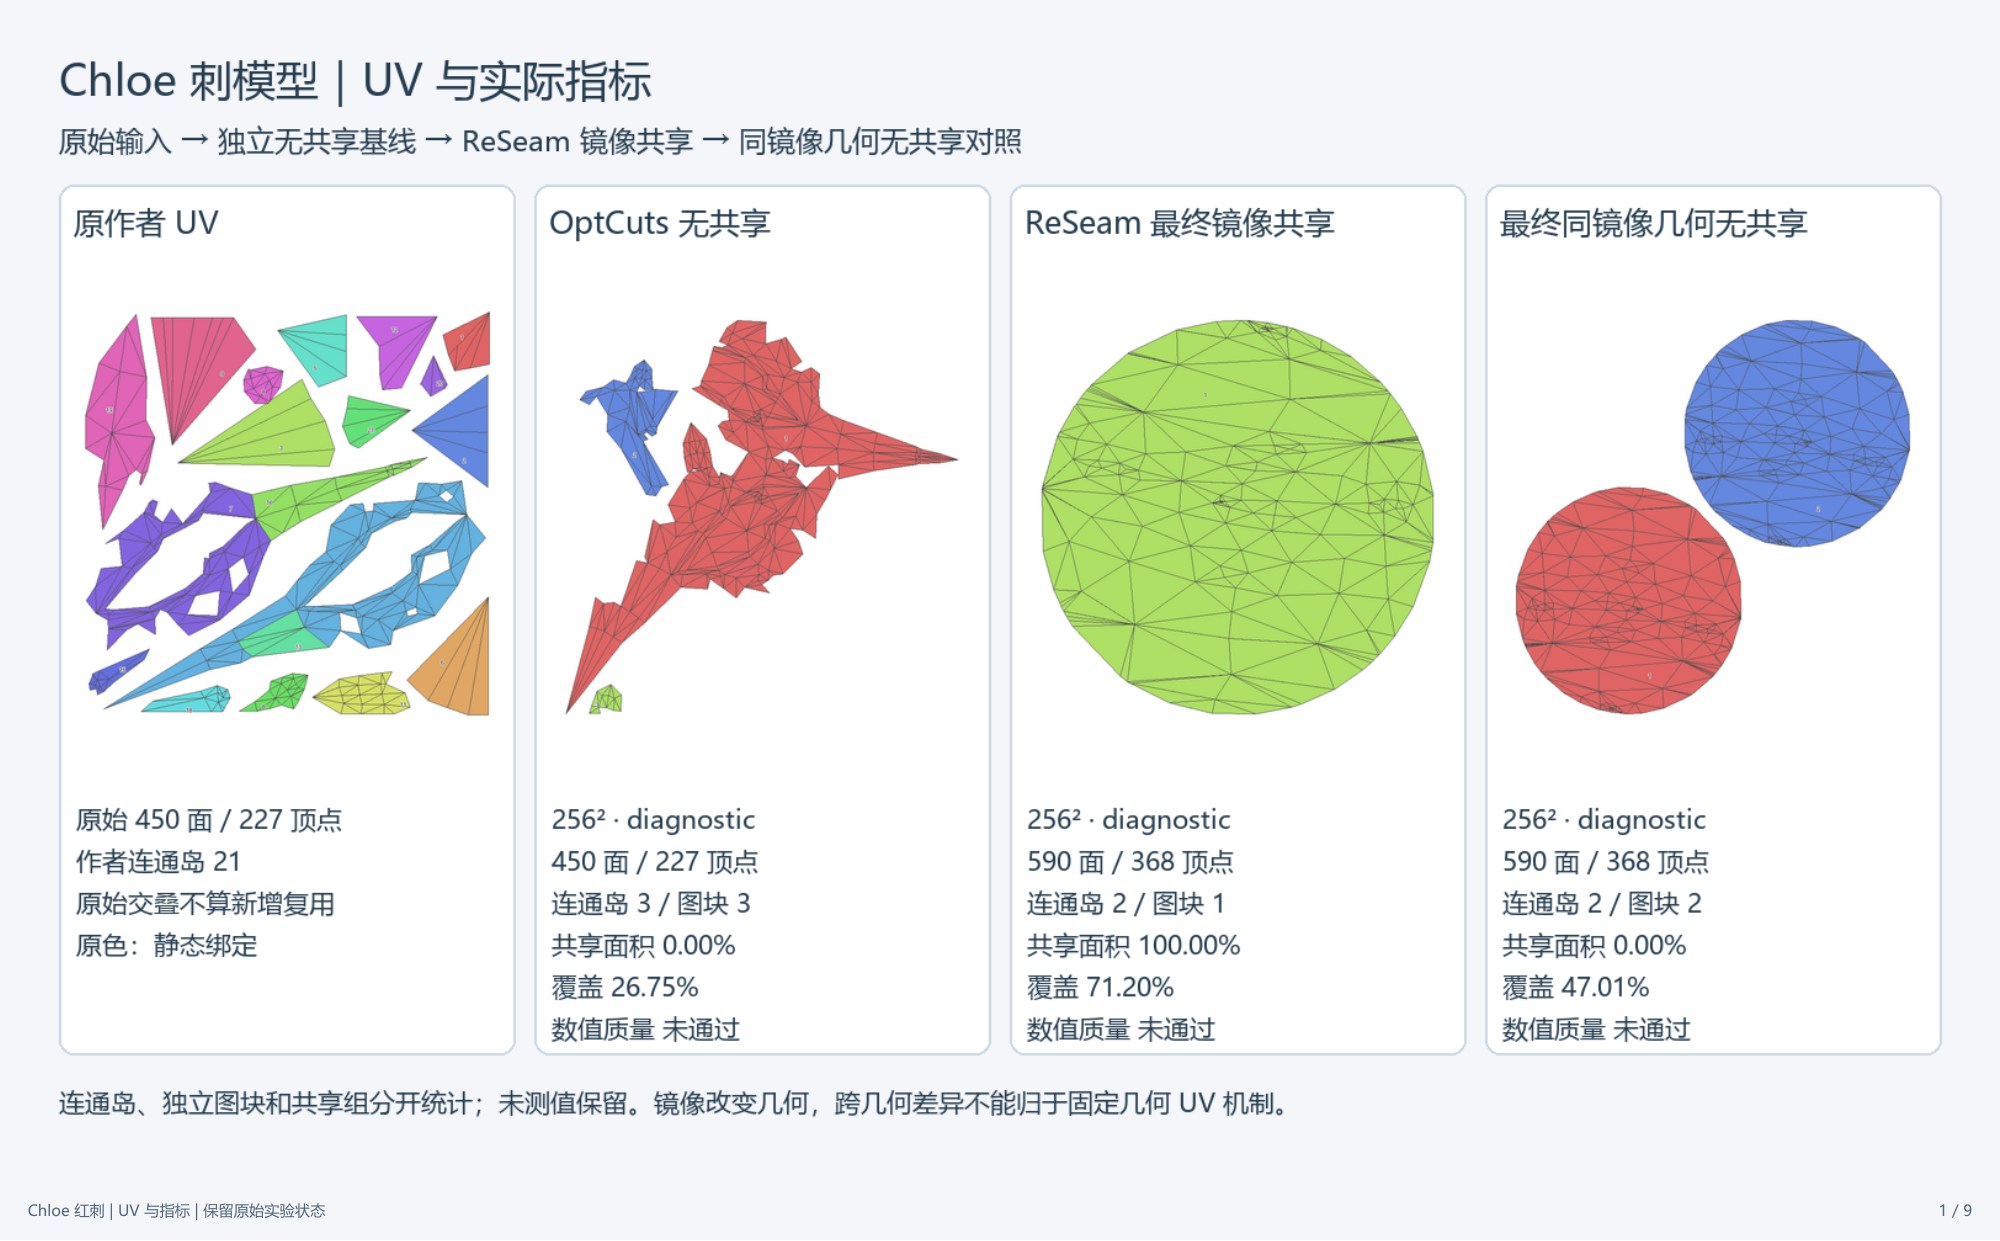 Chloe 刺模型 | UV 与实际指标
原始输入 → 独立无共享基线 → ReSeam 镜像共享 → 同镜像几何无共享对照
原作者 UV
原始 450 面 / 227 顶点
作者连通岛 21
原始交叠不算新增复用
原色：静态绑定
OptCuts 无共享
256² · diagnostic
450 面 / 227 顶点
连通岛 3 / 图块 3
共享面积 0.00%
覆盖 26.75%
数值质量 未通过
ReSeam 最终镜像共享
256² · diagnostic
590 面 / 368 顶点
连通岛 2 / 图块 1
共享面积 100.00%
覆盖 71.20%
数值质量 未通过
最终同镜像几何无共享
256² · diagnostic
590 面 / 368 顶点
连通岛 2 / 图块 2
共享面积 0.00%
覆盖 47.01%
数值质量 未通过
连通岛、独立图块和共享组分开统计；未测值保留。镜像改变几何，跨几何差异不能归于固定几何 UV 机制。
Chloe 红刺 | UV 与指标 | 保留原始实验状态
1 / 9